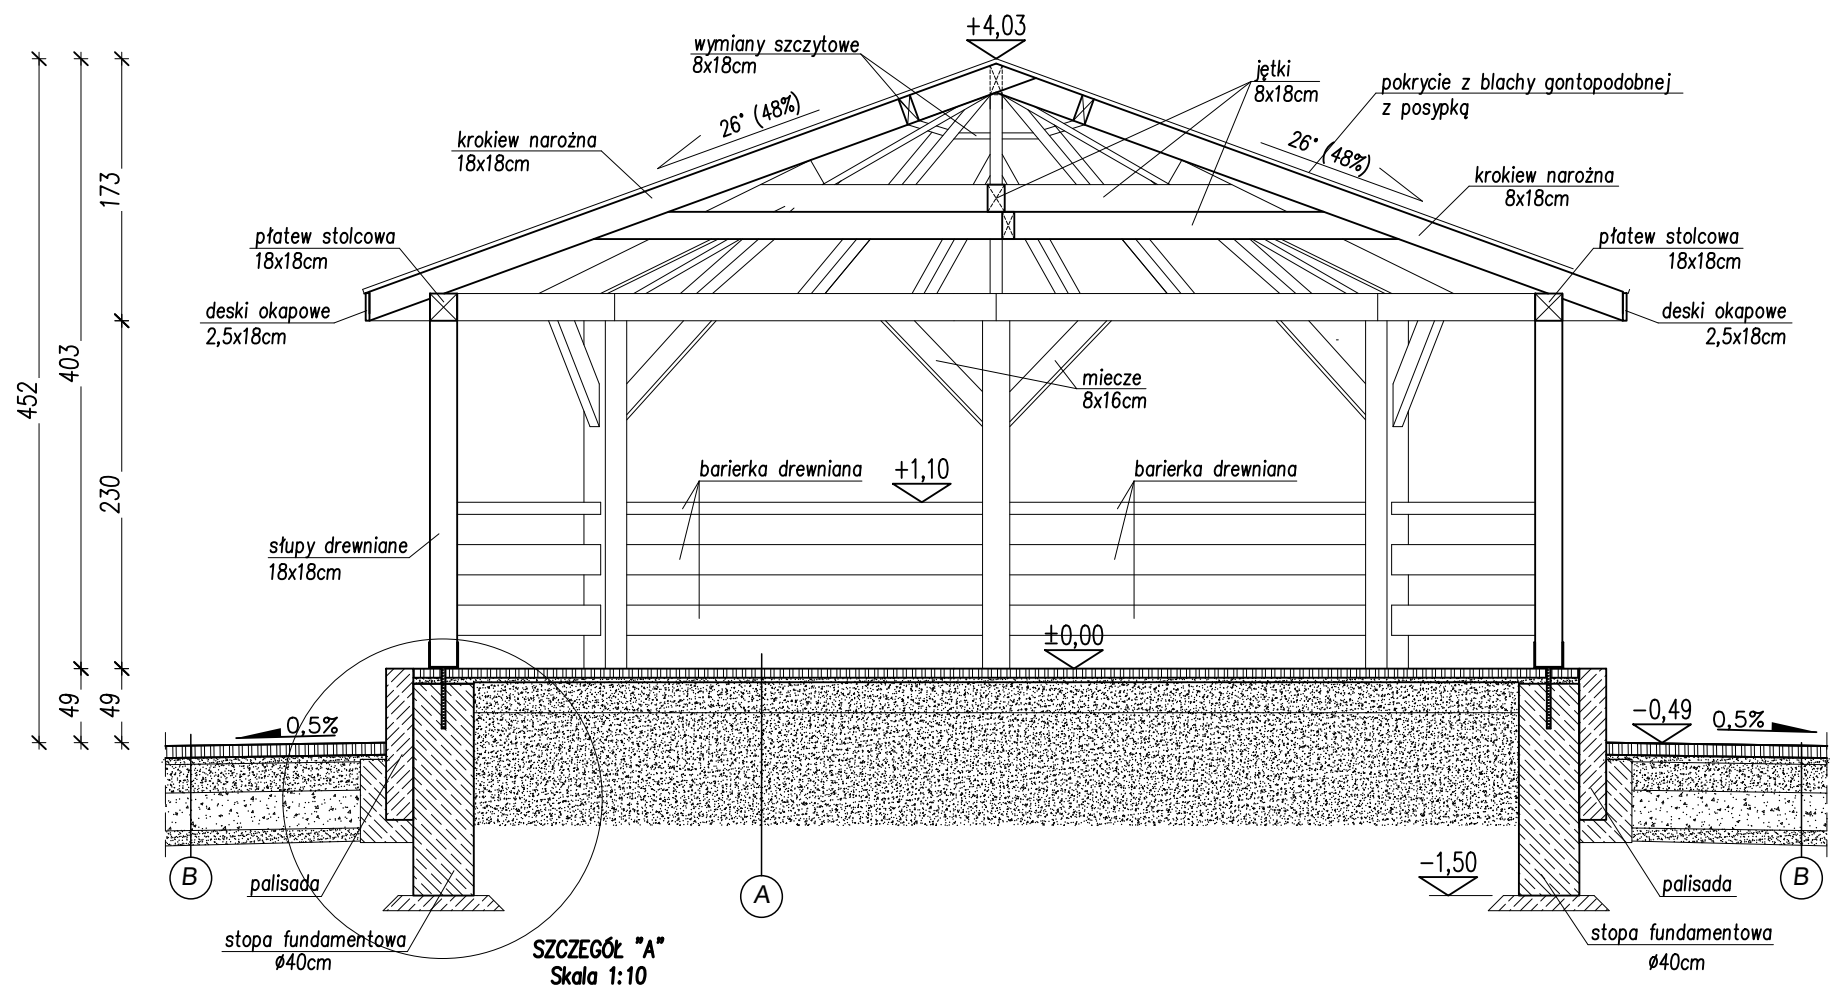 +4,03
wymiany szczytowe
8x18cm
jętki
8x18cm
pokrycie z blachy gontopodobnej
z posypką
26° (48%)
26° (48%)
krokiew narożna
18x18cm
krokiew narożna
8x18cm
173
płatew stolcowa
18x18cm
płatew stolcowa
18x18cm
deski okapowe
2,5x18cm
deski okapowe
2,5x18cm
452
403
miecze
8x16cm
230
barierka drewniana
+1,10
barierka drewniana
słupy drewniane
18x18cm
±0,00
49
49
0,5%
-0,49
0,5%
-1,50
B
palisada
A
palisada
B
stopa fundamentowa
ø40cm
SZCZEGÓŁ "A"
Skala 1:10
stopa fundamentowa
ø40cm